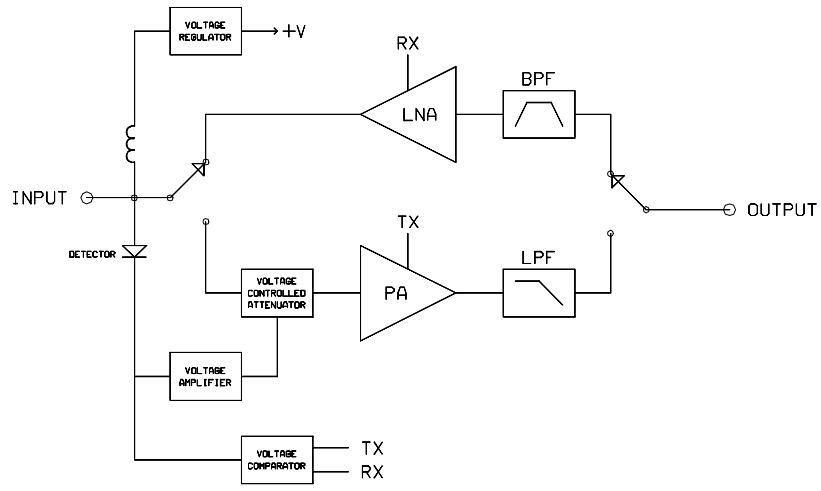 VOLTAGE
REGULATOR
+V
RX
LNA
BPF
INPUT
OUTPUT
DETECTOR
TX
VOLTAGE
CONTROLLED
ATTENUATOR
PA
LPF
VOLTAGE
AMPLIFIER
VOLTAGE
COMPARATOR
TX
RX